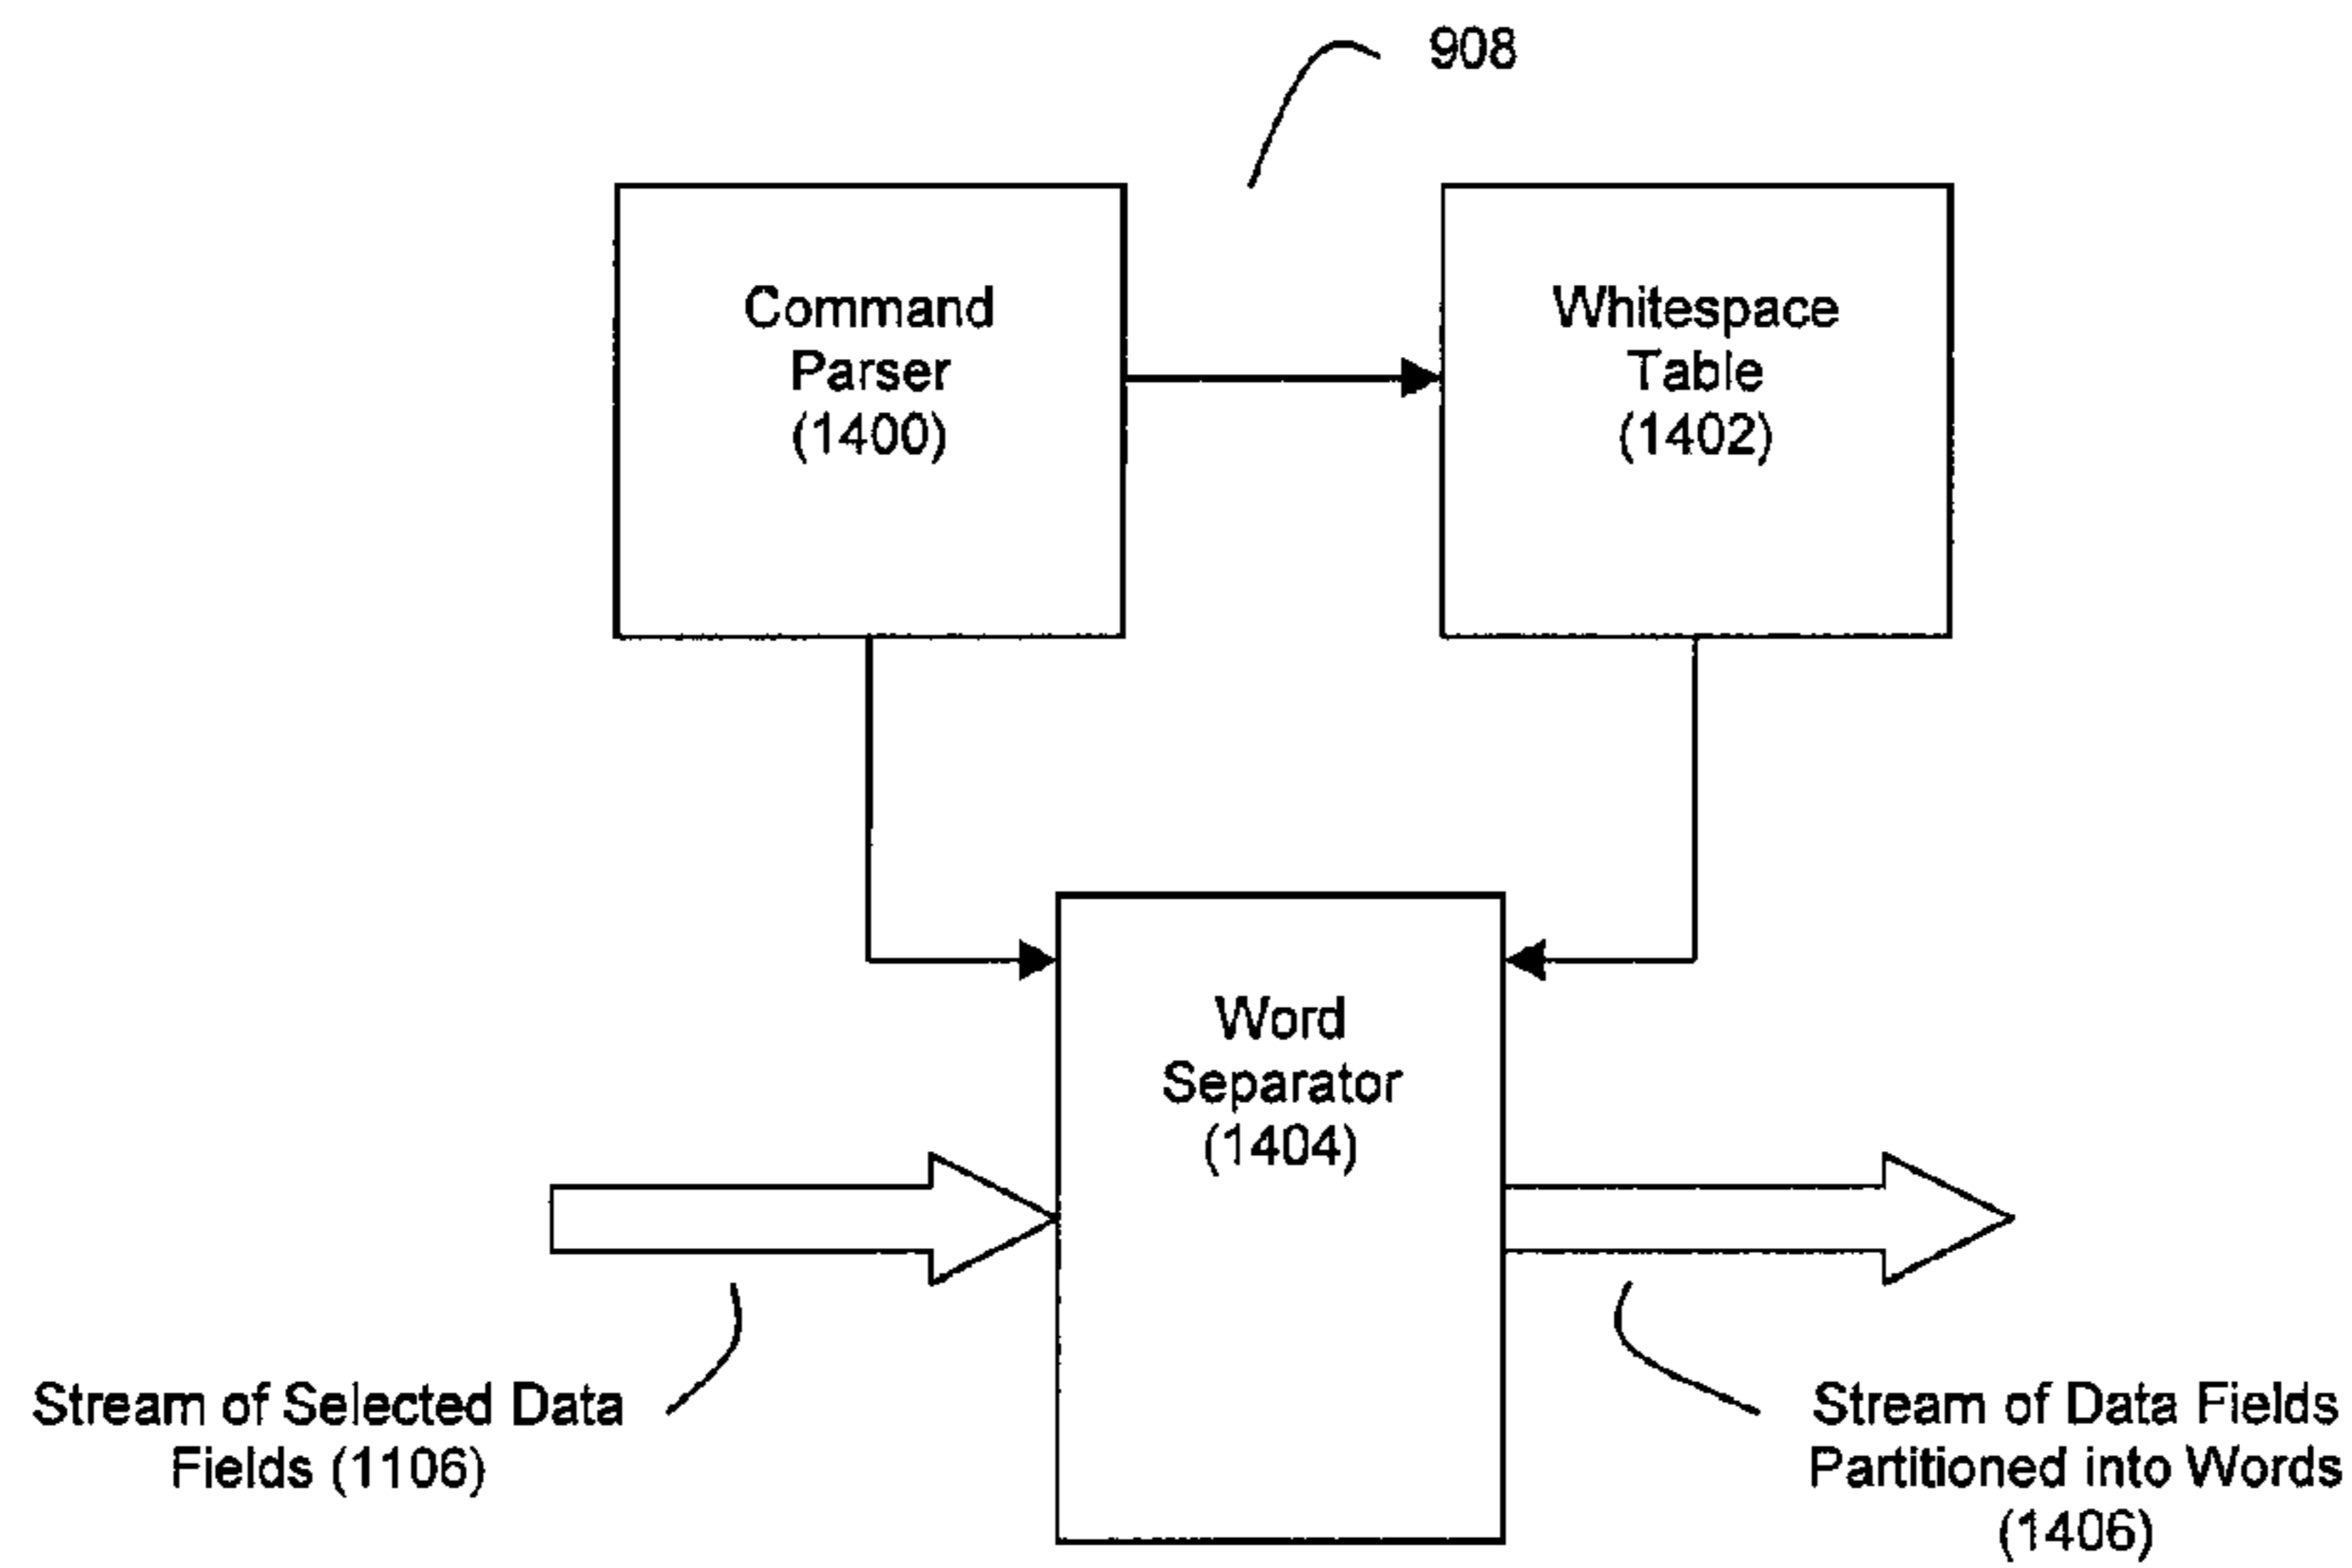 908
Command
Parser
(1400)
Whitespace
Table
(1402)
Word
Separator
(1404)
Stream of Selected Data
Fields (1106)
Stream of Data Fields
Partitioned into Words
(1406)